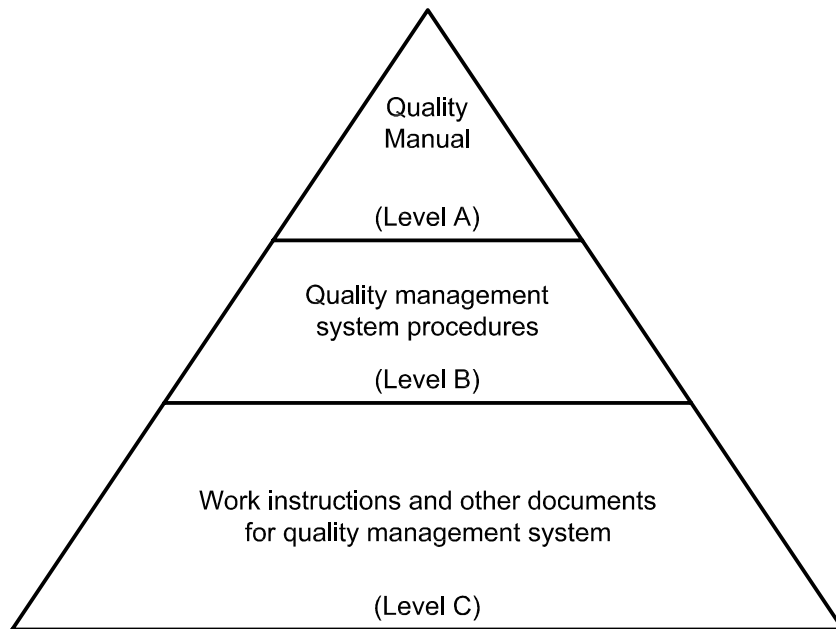 Quality
Manual
(Level A)
Quality management
system procedures
(Level B)
Work instructions and other documents
for quality management system
(Level C)